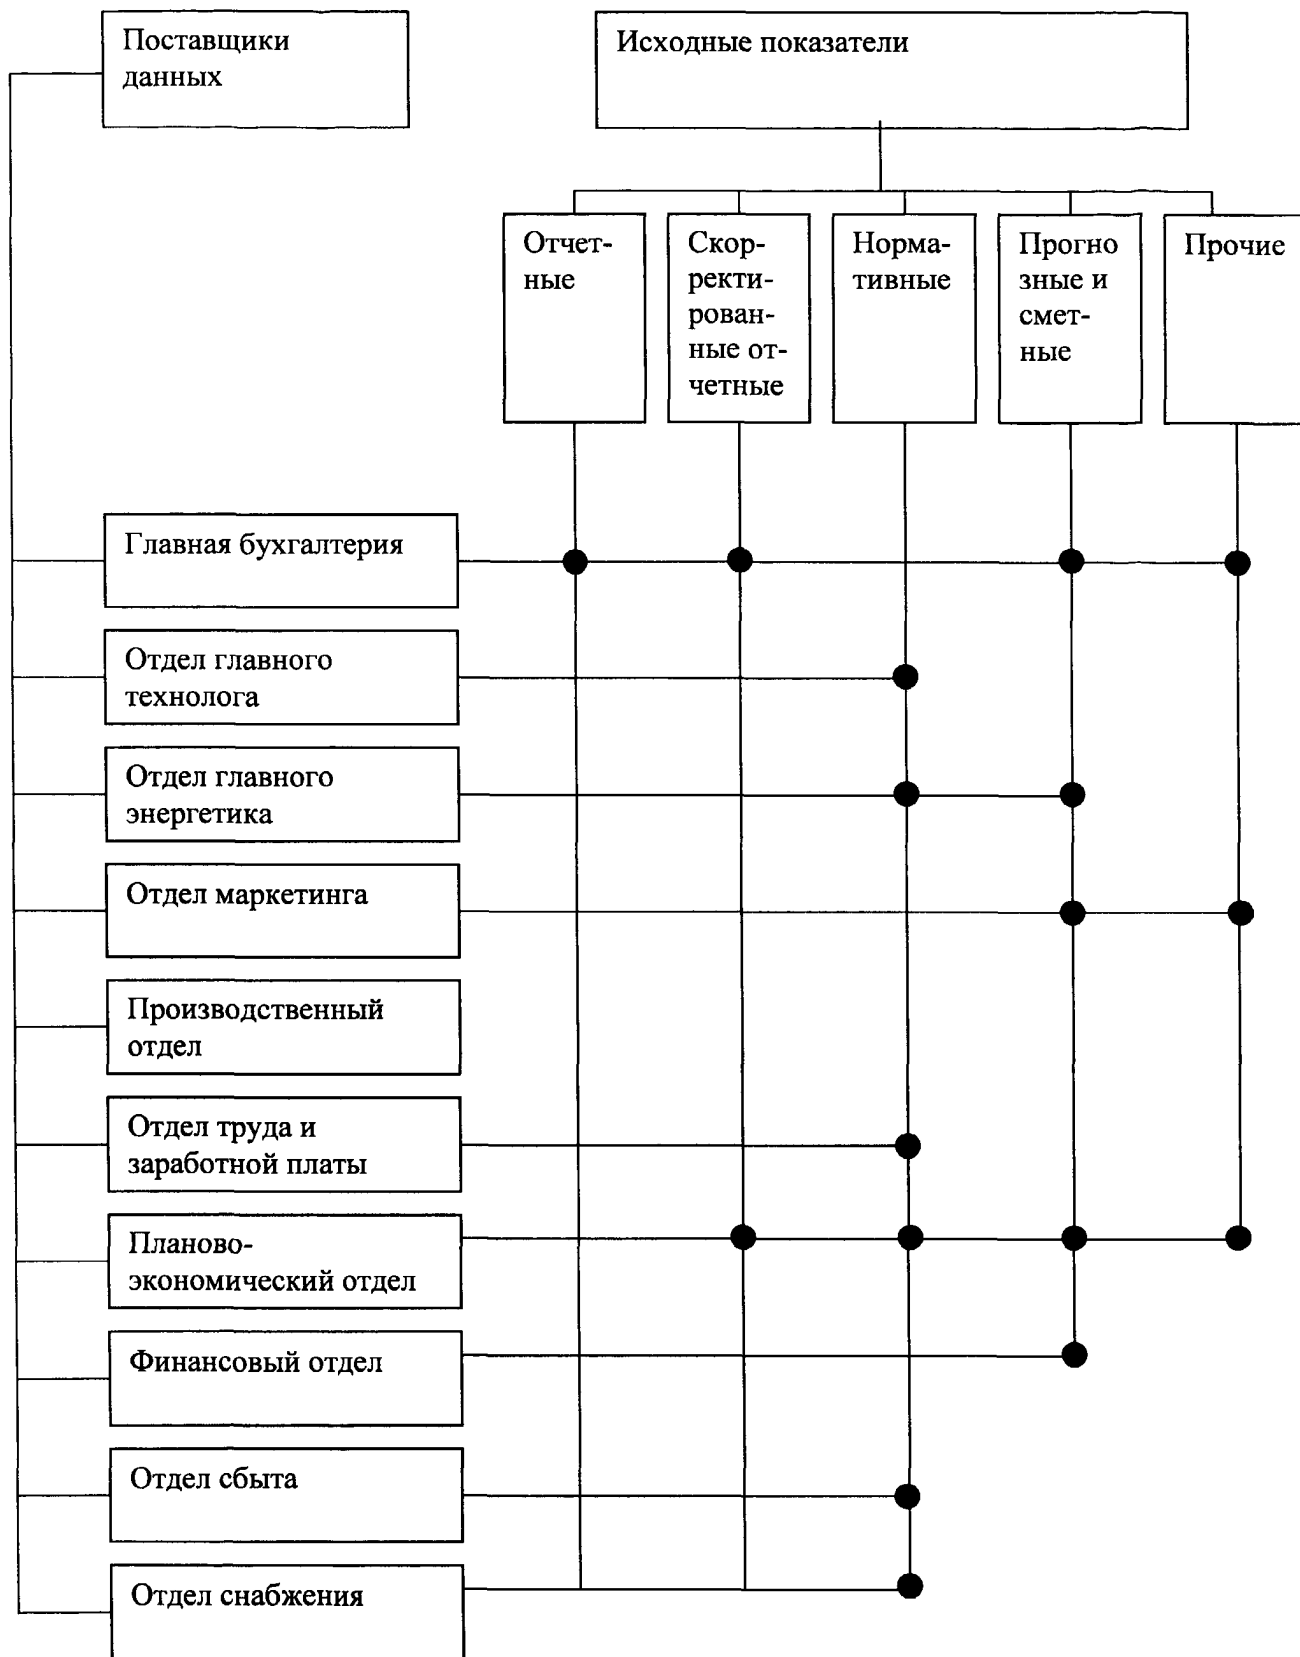 Поставщики
данных
Исходные показатели
Отчет-
ные
Скор-
ректи-
рован-
ные от-
четные
Норма-
тивные
Прогно
зные и
смет-
ные
Прочие
Главная бухгалтерия
Отдел главного
технолога
Отдел главного
энергетика
Отдел маркетинга
Производственный
отдел
Отдел труда и
заработной платы
Планово-
экономический отдел
Финансовый отдел
Отдел сбыта
Отдел снабжения